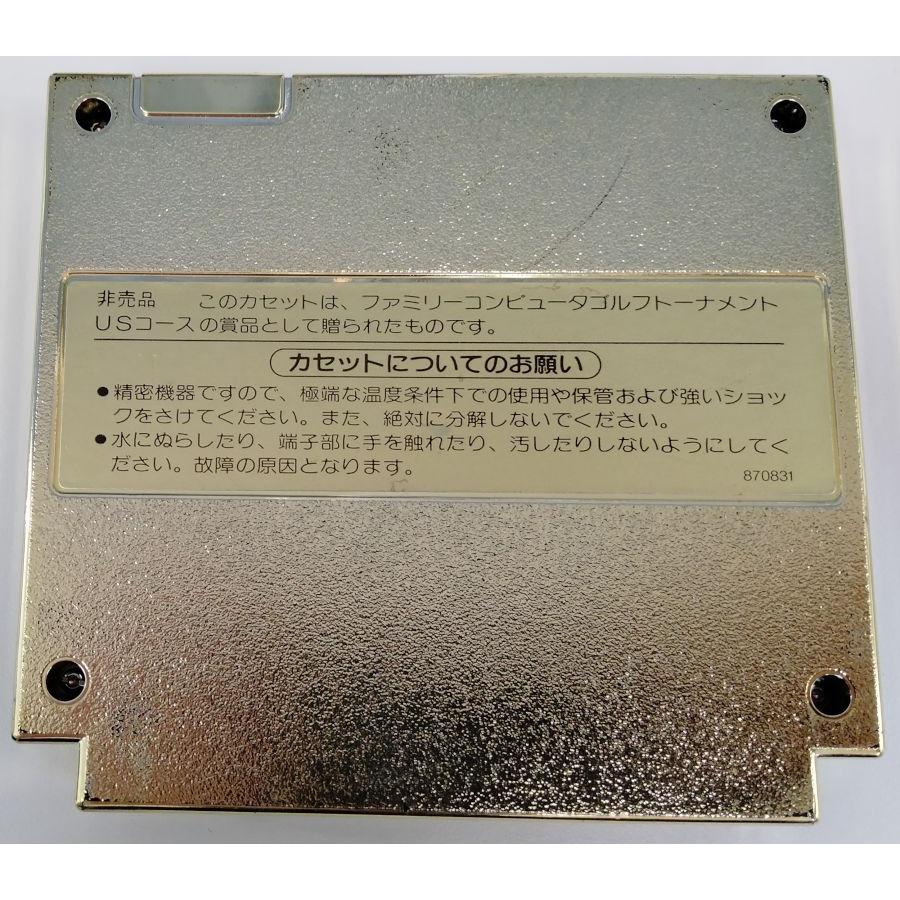 非売品　このカセットは、ファミリーコンピュータゴルフトーナメント
USコースの賞品として贈られたものです。
カセットについてのお願い
●精密機器ですので、極端な温度条件下での使用や保管および強いショッ
クをさけてください。また、絶対に分解しないでください。
●水にぬらしたり、端子部に手を触れたり、汚したりしないようにしてく
ださい。故障の原因となります。
870831